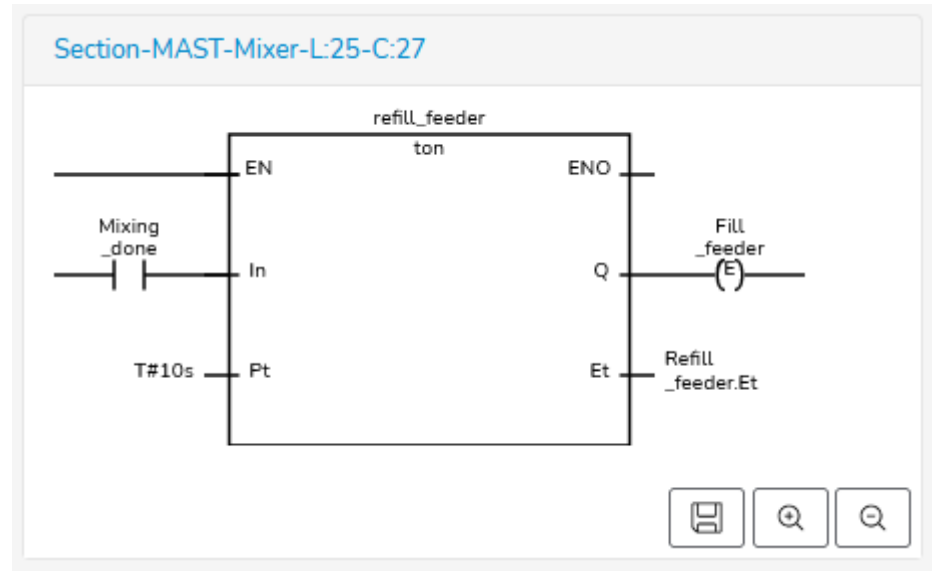 Section-MAST-Mixer-L:25-C:27
refill_feeder
ton
EN
ENO
Mixing
_done
In
Q
Fill
_feeder
(E)
T#10s
Pt
Et
Refill
_feeder.Et